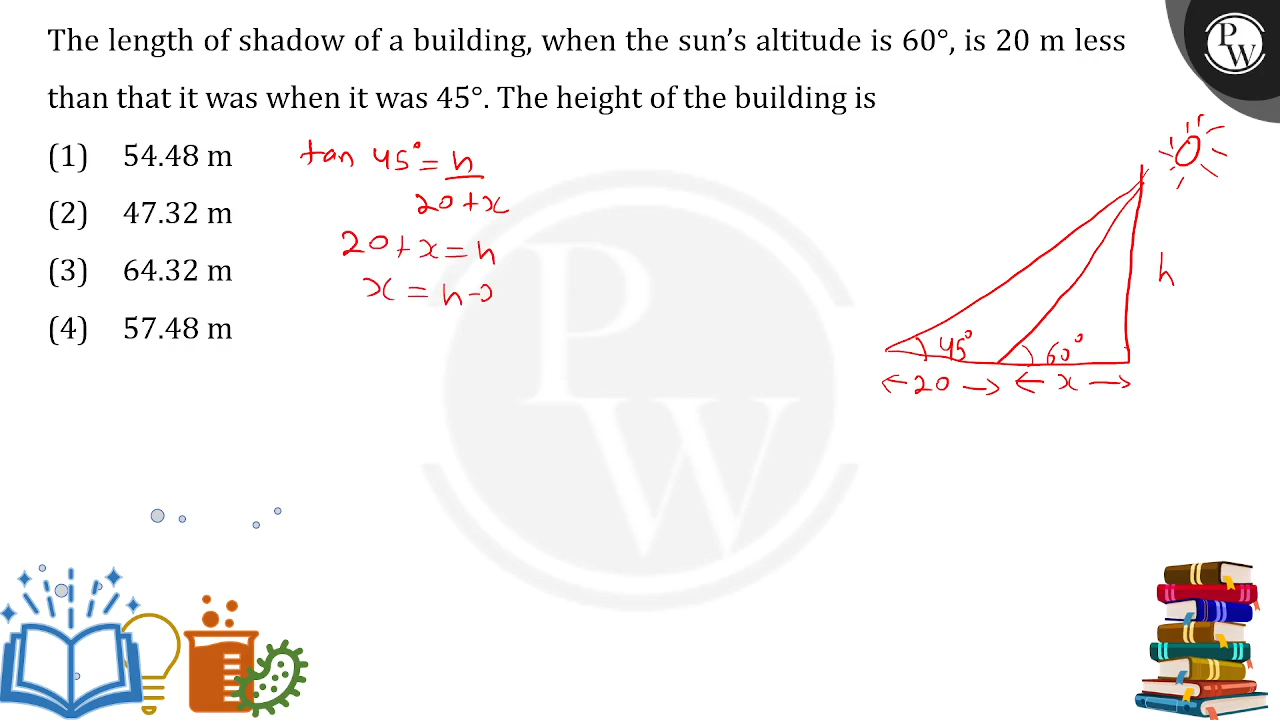 The length of shadow of a building, when the sun's altitude is 60°, is 20 m less
than that it was when it was 45°. The height of the building is
(1) 54.48 m
(2) 47.32 m
(3) 64.32 m
(4) 57.48 m
tan 45° = h
20 + x
20 + x = h
x = h -
h
45°
60°
← 20 →
← x →
P
W
P
W